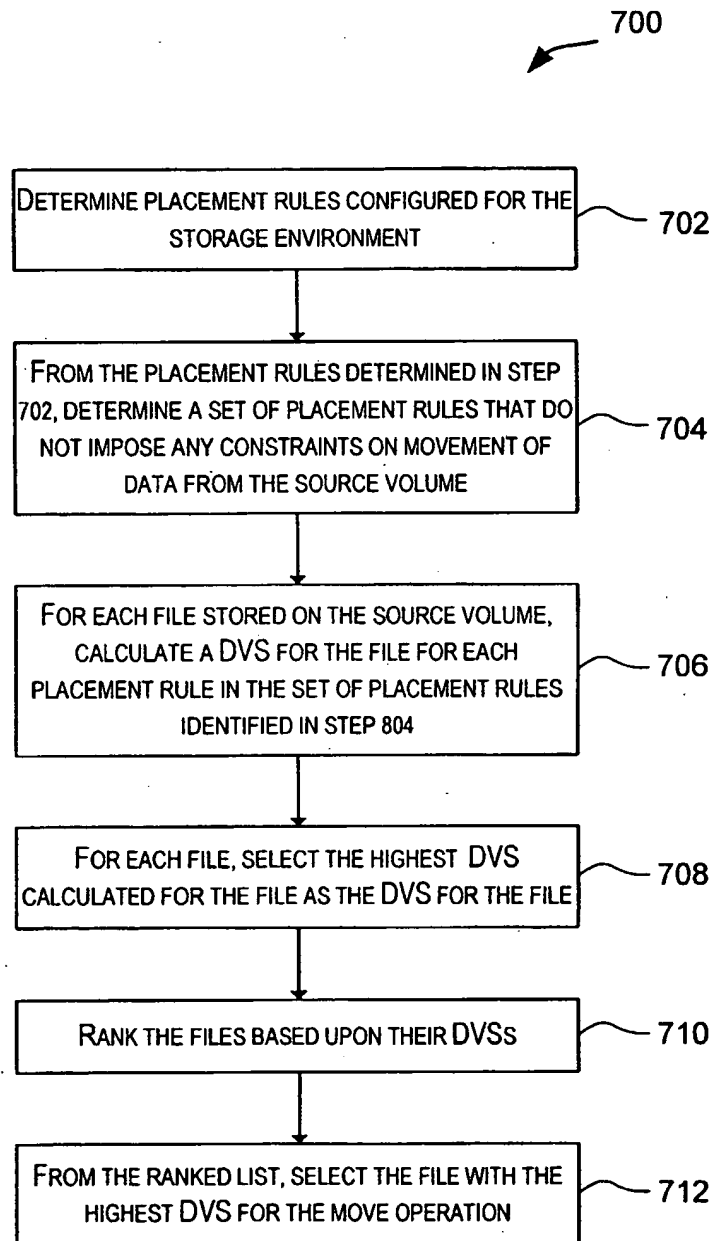 700
DETERMINE PLACEMENT RULES CONFIGURED FOR THE
STORAGE ENVIRONMENT
702
FROM THE PLACEMENT RULES DETERMINED IN STEP
702, DETERMINE A SET OF PLACEMENT RULES THAT DO
NOT IMPOSE ANY CONSTRAINTS ON MOVEMENT OF
DATA FROM THE SOURCE VOLUME
704
FOR EACH FILE STORED ON THE SOURCE VOLUME,
CALCULATE A DVS FOR THE FILE FOR EACH
PLACEMENT RULE IN THE SET OF PLACEMENT RULES
IDENTIFIED IN STEP 804
706
FOR EACH FILE, SELECT THE HIGHEST DVS
CALCULATED FOR THE FILE AS THE DVS FOR THE FILE
708
RANK THE FILES BASED UPON THEIR DVSS
710
FROM THE RANKED LIST, SELECT THE FILE WITH THE
HIGHEST DVS FOR THE MOVE OPERATION
712